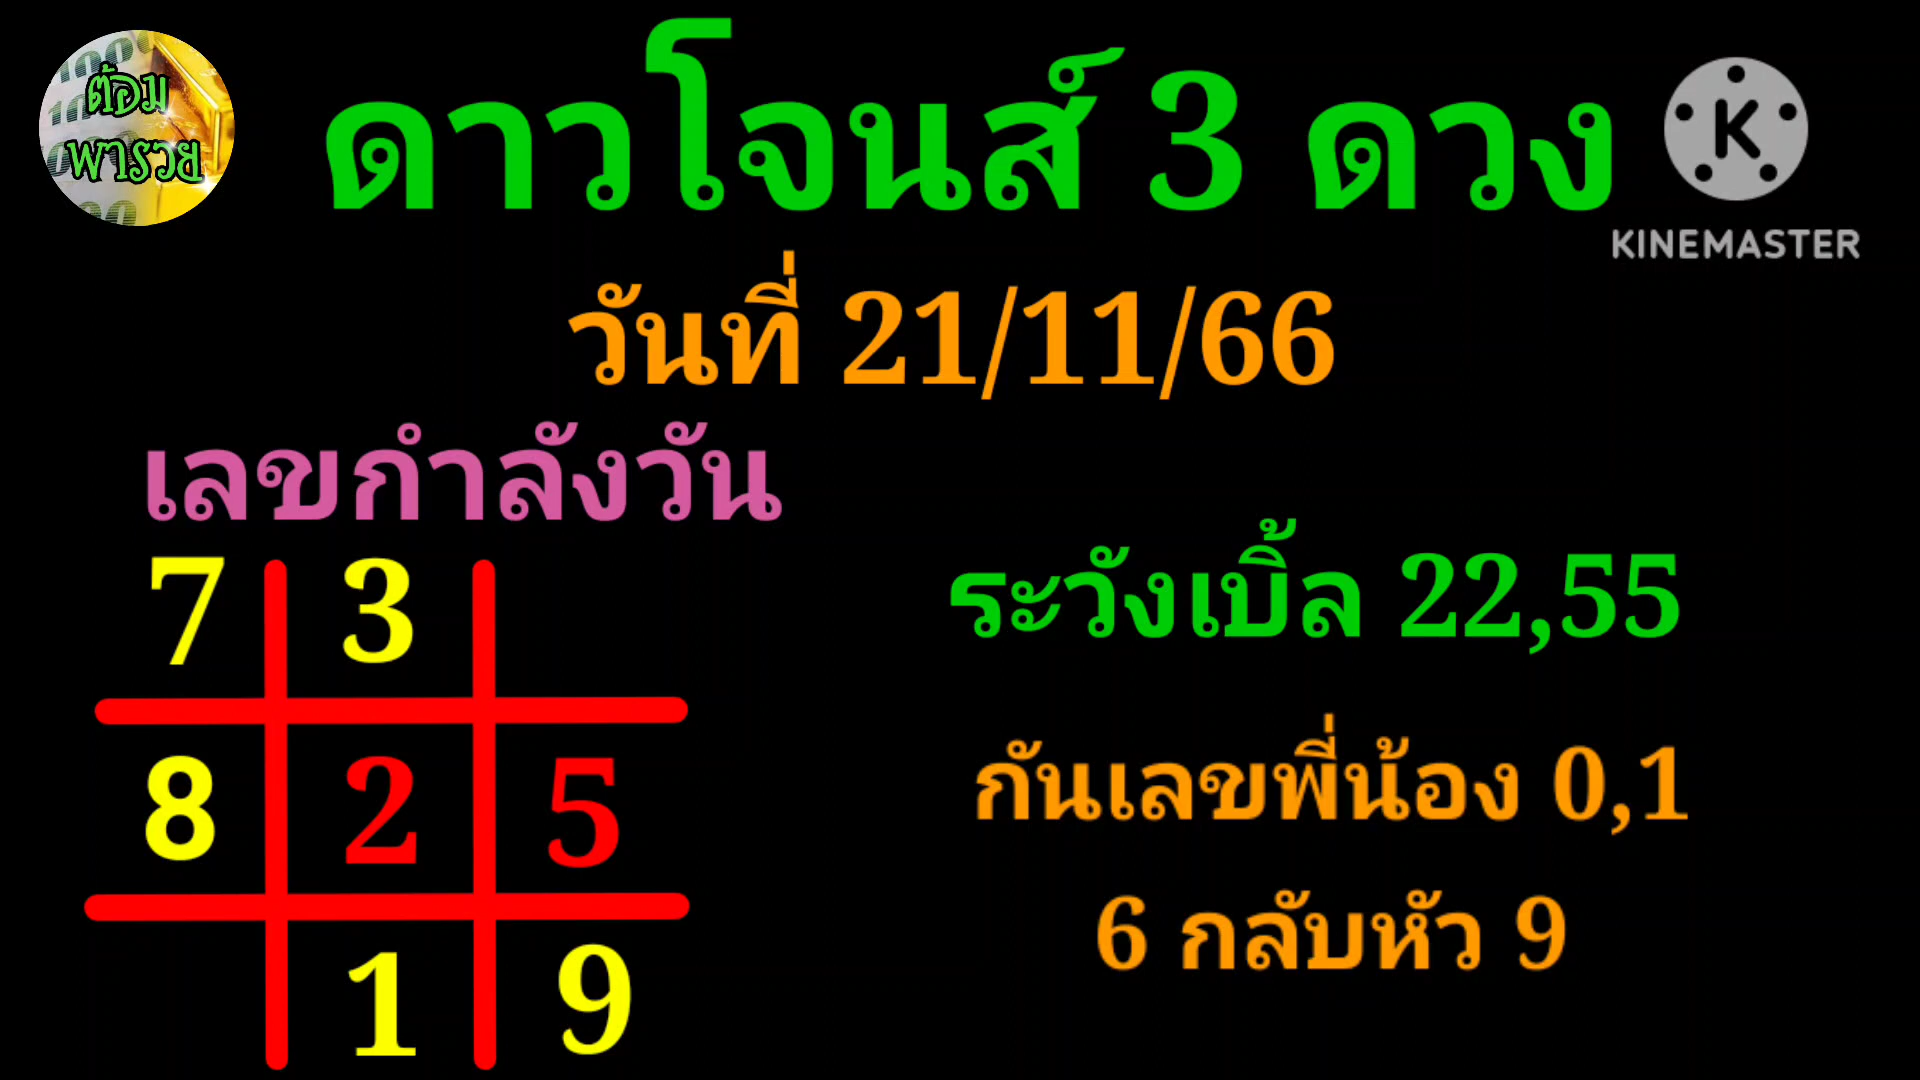 ต้อม
พารวย
ดาวโจนส์ 3 ดวง
KINEMASTER
วันที่ 21/11/66
เลขกำลังวัน
7 3
8 2 5
1 9
ระวังเบิ้ล 22,55
กันเลขพี่น้อง 0,1
6 กลับหัว 9